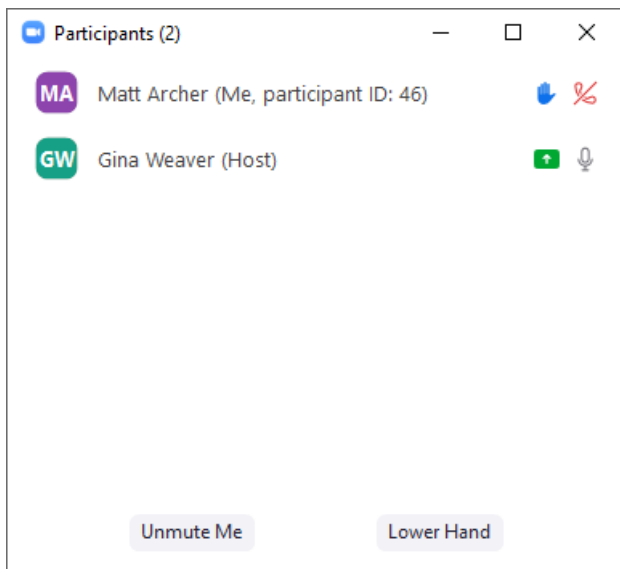 Participants (2)
MA Matt Archer (Me, participant ID: 46)
GW Gina Weaver (Host)
Unmute Me Lower Hand